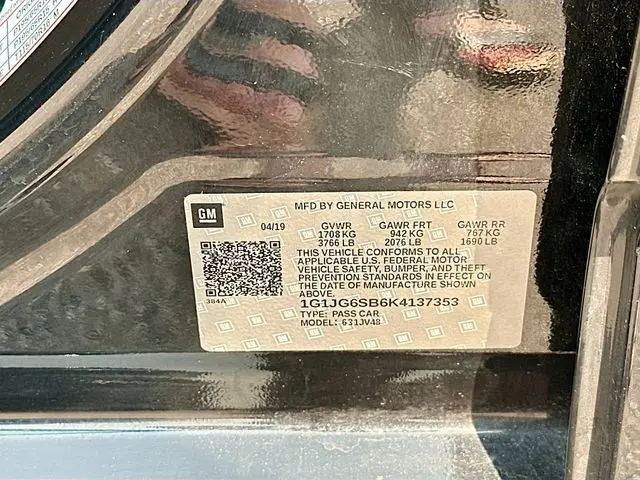 GM
MFD BY GENERAL MOTORS LLC
04/19 GVWR GAWR FRT GAWR RR
1708 KG 942 KG 767 KG
3766 LB 2076 LB 1690 LB
THIS VEHICLE CONFORMS TO ALL
APPLICABLE U.S. FEDERAL MOTOR
VEHICLE SAFETY, BUMPER, AND THEFT
PREVENTION STANDARDS IN EFFECT ON
THE DATE OF MANUFACTURE SHOWN
ABOVE.
384A
1G1JG6SB6K4137353
TYPE: PASS CAR
MODEL: 631JV48